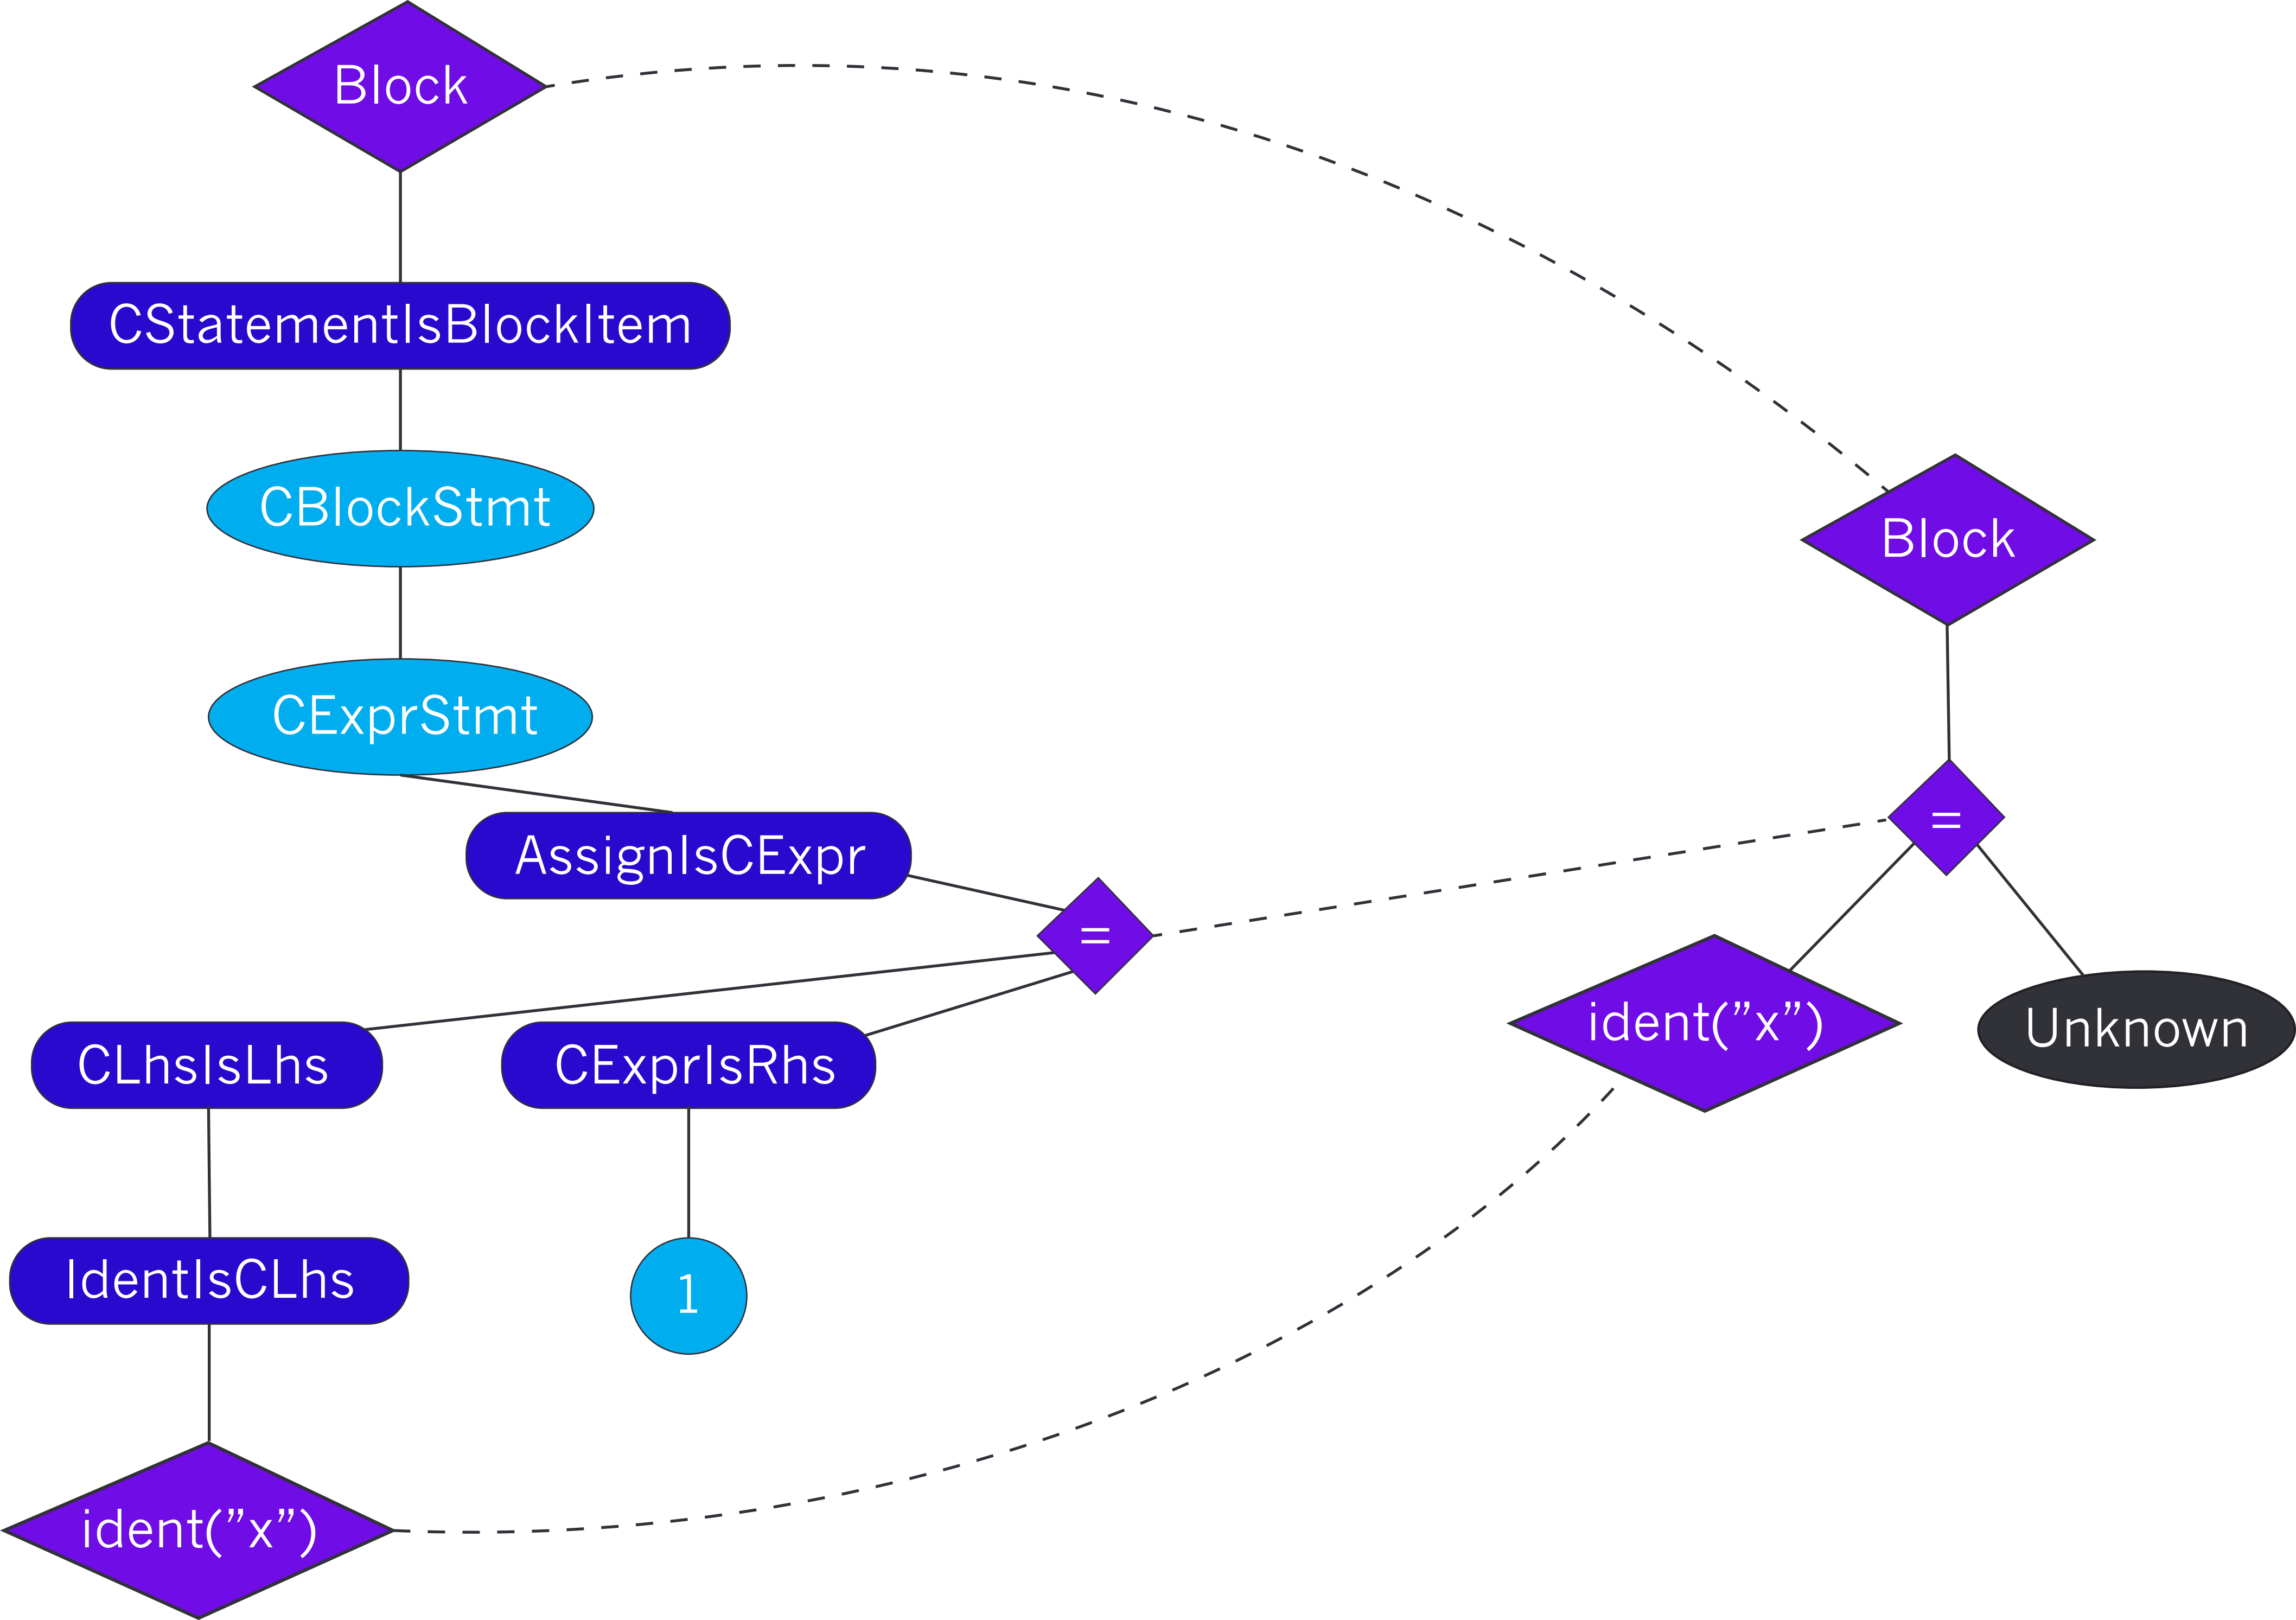 Block
CStatementIsBlockItem
CBlockStmt
CExprStmt
AssignIsCExpr
=
CLhsIsLhs
CExprIsRhs
IdentIsCLhs
1
ident(”x”)
Block
=
ident(”x”)
Unknown